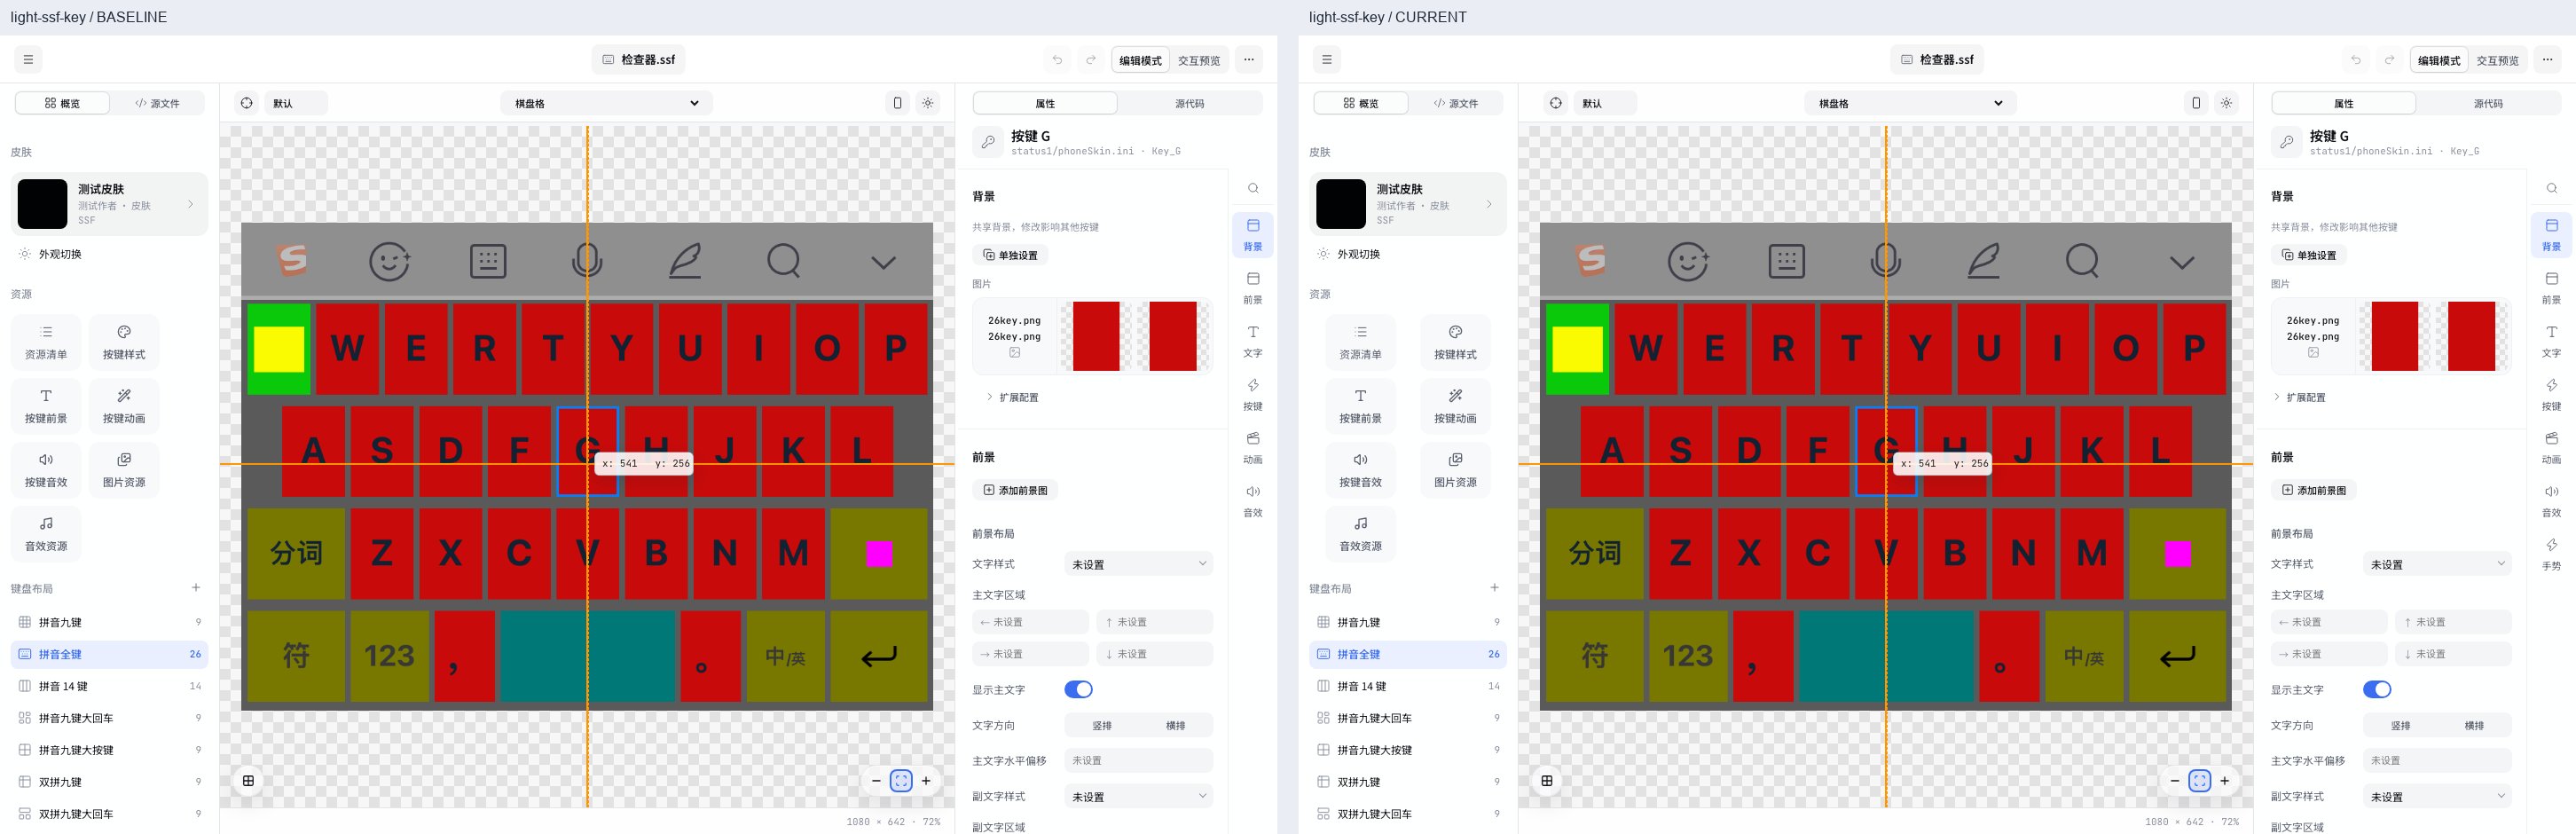 light-ssf-key / BASELINE
检查器.ssf
编辑模式
交互预览
概览
源文件
默认
棋盘格
属性
源代码
皮肤
测试皮肤
测试作者 · 皮肤
SSF
外观切换
资源
资源清单
按键样式
按键前景
按键动画
按键音效
图片资源
音效资源
键盘布局
拼音九键 9
拼音全键 26
拼音 14 键 14
拼音九键大回车 9
拼音九键大按键 9
双拼九键 9
双拼九键大回车 9
W E R T Y U I O P
A S D F G H J K L
x: 541 y: 256
分词 Z X C V B N M
符 123 , 。 中/英
1080 × 642 · 72%
按键 G
status1/phoneSkin.ini · Key_G
背景
共享背景，修改影响其他按键
单独设置
图片
26key.png
26key.png
扩展配置
前景
添加前景图
前景布局
文字样式 未设置
主文字区域
← 未设置 ↑ 未设置
→ 未设置 ↓ 未设置
显示主文字
文字方向 竖排 横排
主文字水平偏移 未设置
副文字样式 未设置
副文字区域
背景
前景
文字
按键
动画
音效
light-ssf-key / CURRENT
检查器.ssf
编辑模式
交互预览
概览
源文件
默认
棋盘格
属性
源代码
皮肤
测试皮肤
测试作者 · 皮肤
SSF
外观切换
资源
资源清单
按键样式
按键前景
按键动画
按键音效
图片资源
音效资源
键盘布局
拼音九键 9
拼音全键 26
拼音 14 键 14
拼音九键大回车 9
拼音九键大按键 9
双拼九键 9
双拼九键大回车 9
W E R T Y U I O P
A S D F G H J K L
x: 541 y: 256
分词 Z X C V B N M
符 123 , 。 中/英
1080 × 642 · 72%
按键 G
status1/phoneSkin.ini · Key_G
背景
共享背景，修改影响其他按键
单独设置
图片
26key.png
26key.png
扩展配置
前景
添加前景图
前景布局
文字样式 未设置
主文字区域
← 未设置 ↑ 未设置
→ 未设置 ↓ 未设置
显示主文字
文字方向 竖排 横排
主文字水平偏移 未设置
副文字样式 未设置
副文字区域
背景
前景
文字
按键
动画
音效
手势